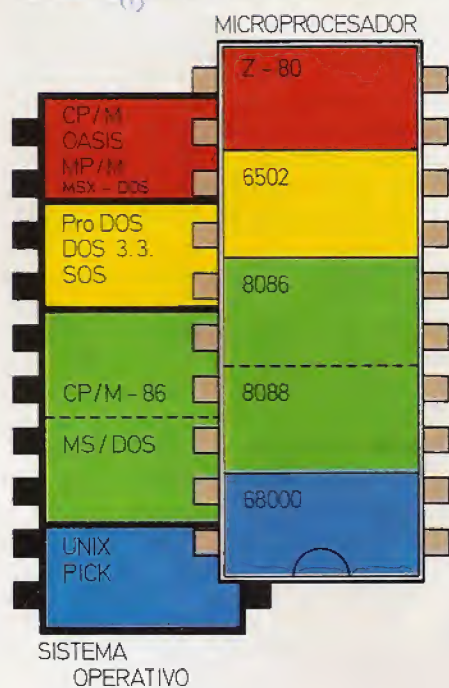 (1)
MICROPROCESADOR
Z - 80
6502
8086
8088
68000
CP/M
OASIS
MP/M
MSX - DOS
Pro DOS
DOS 3.3.
SOS
CP/M - 86
MS/DOS
UNIX
PICK
SISTEMA
OPERATIVO